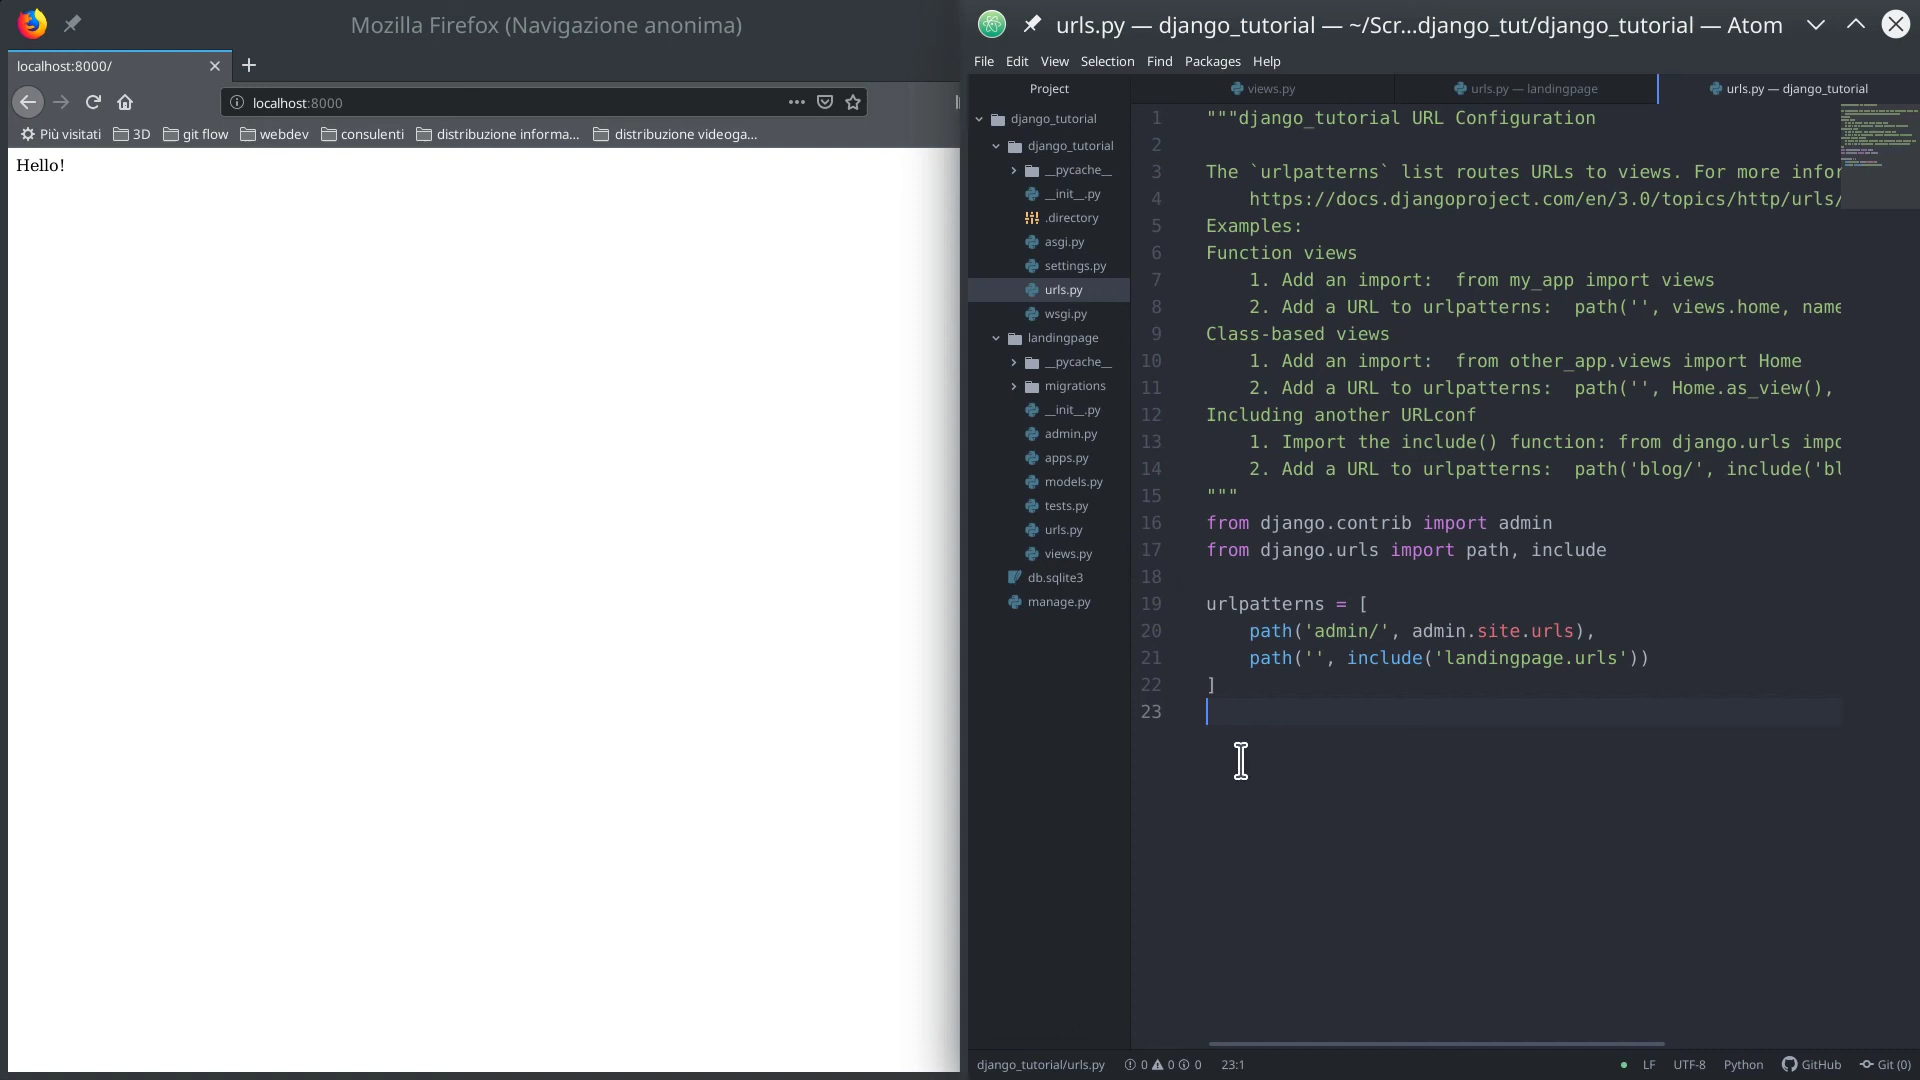 Mozilla Firefox (Navigazione anonima)
localhost:8000/
localhost:8000
Più visitati 3D git flow webdev consulenti distribuzione informa... distribuzione videoga...
Hello!
urls.py — django_tutorial — ~/Scr...django_tut/django_tutorial — Atom
File Edit View Selection Find Packages Help
Project
views.py
urls.py — landingpage
urls.py — django_tutorial
django_tutorial
django_tutorial
__pycache__
__init__.py
.directory
asgi.py
settings.py
urls.py
wsgi.py
landingpage
__pycache__
migrations
__init__.py
admin.py
apps.py
models.py
tests.py
urls.py
views.py
db.sqlite3
manage.py
1 """django_tutorial URL Configuration
2
3 The `urlpatterns` list routes URLs to views. For more infor
4     https://docs.djangoproject.com/en/3.0/topics/http/urls/
5 Examples:
6 Function views
7     1. Add an import:  from my_app import views
8     2. Add a URL to urlpatterns:  path('', views.home, name
9 Class-based views
10     1. Add an import:  from other_app.views import Home
11     2. Add a URL to urlpatterns:  path('', Home.as_view(),
12 Including another URLconf
13     1. Import the include() function: from django.urls impo
14     2. Add a URL to urlpatterns:  path('blog/', include('bl
15 """
16 from django.contrib import admin
17 from django.urls import path, include
18
19 urlpatterns = [
20     path('admin/', admin.site.urls),
21     path('', include('landingpage.urls'))
22 ]
23
django_tutorial/urls.py 0 0 0 23:1 LF UTF-8 Python GitHub Git (0)